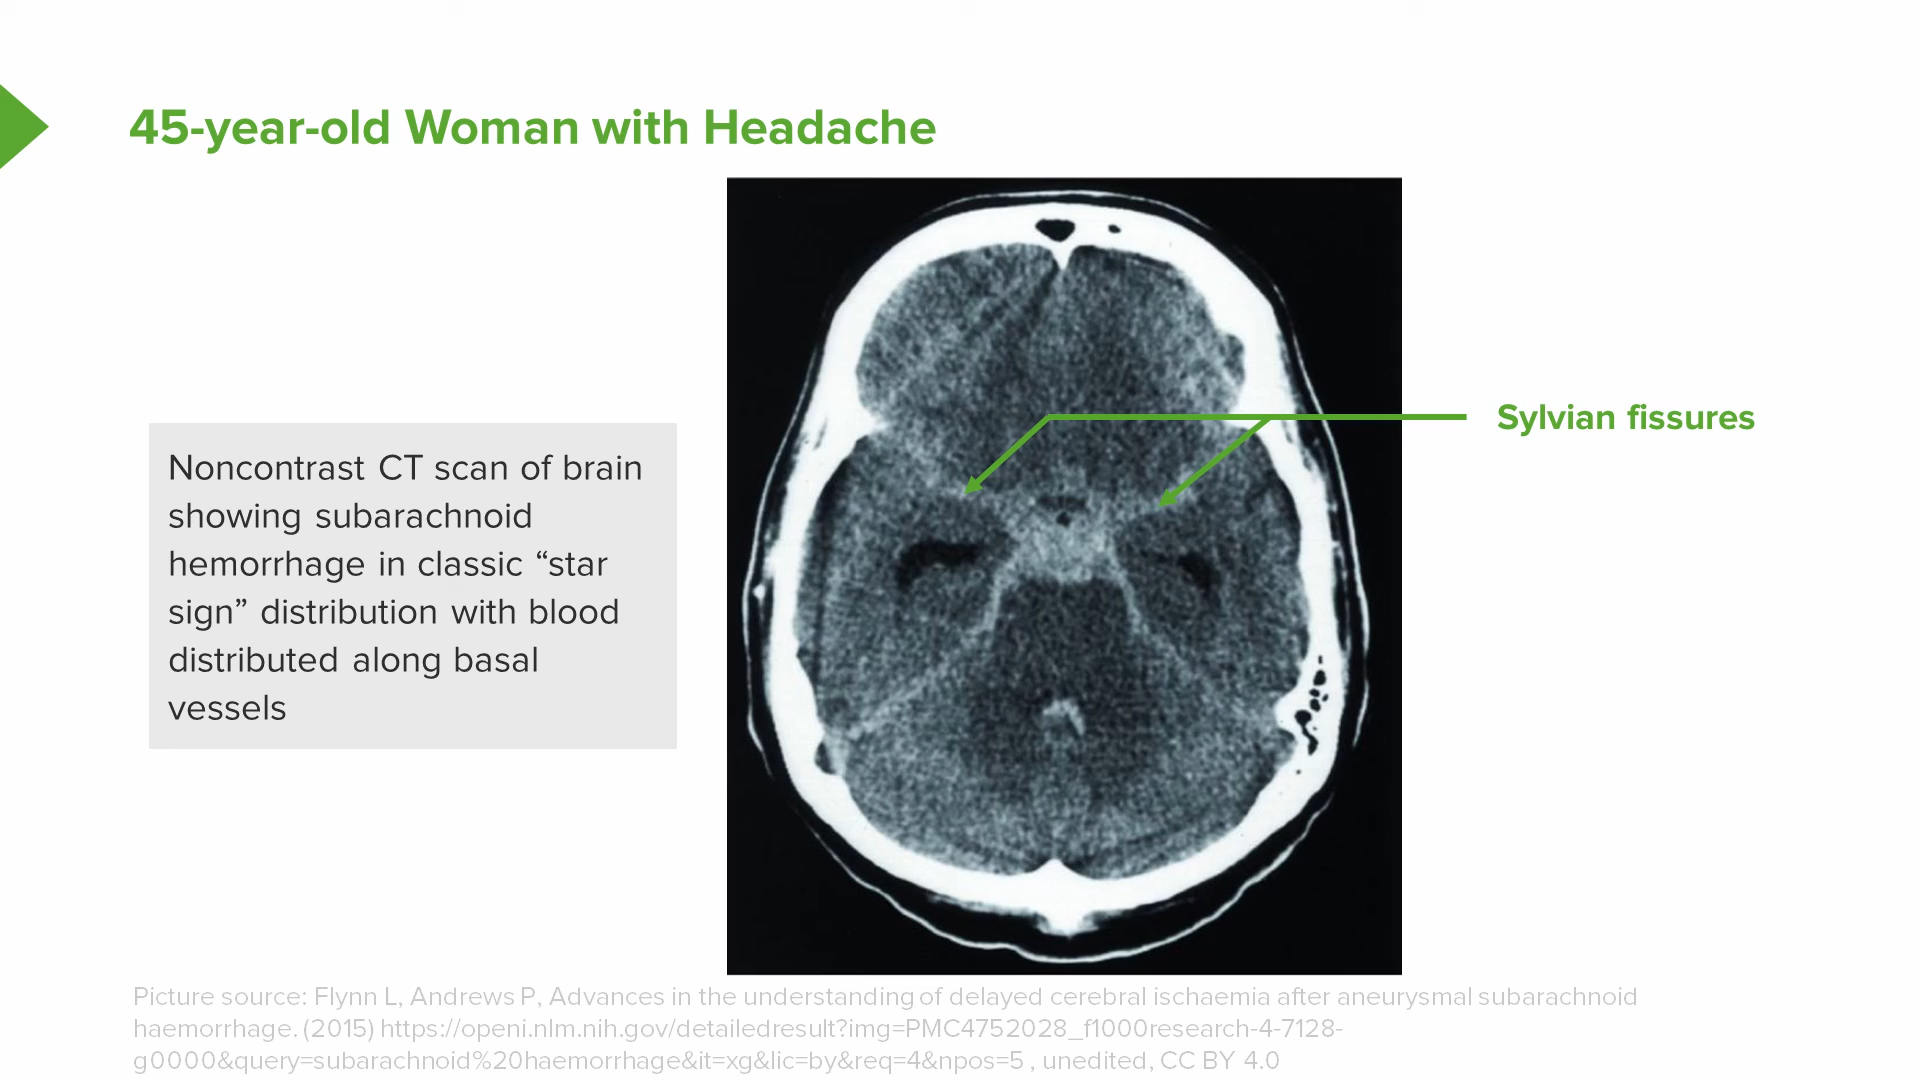 45-year-old Woman with Headache
Sylvian fissures
Noncontrast CT scan of brain
showing subarachnoid
hemorrhage in classic “star
sign” distribution with blood
distributed along basal
vessels
Picture source: Flynn L, Andrews P, Advances in the understanding of delayed cerebral ischaemia after aneurysmal subarachnoid
haemorrhage. (2015) https://openi.nlm.nih.gov/detailedresult?img=PMC4752028_f1000research-4-7128-
g0000&query=subarachnoid%20haemorrhage&it=xg&lic=by&req=4&npos=5 , unedited, CC BY 4.0